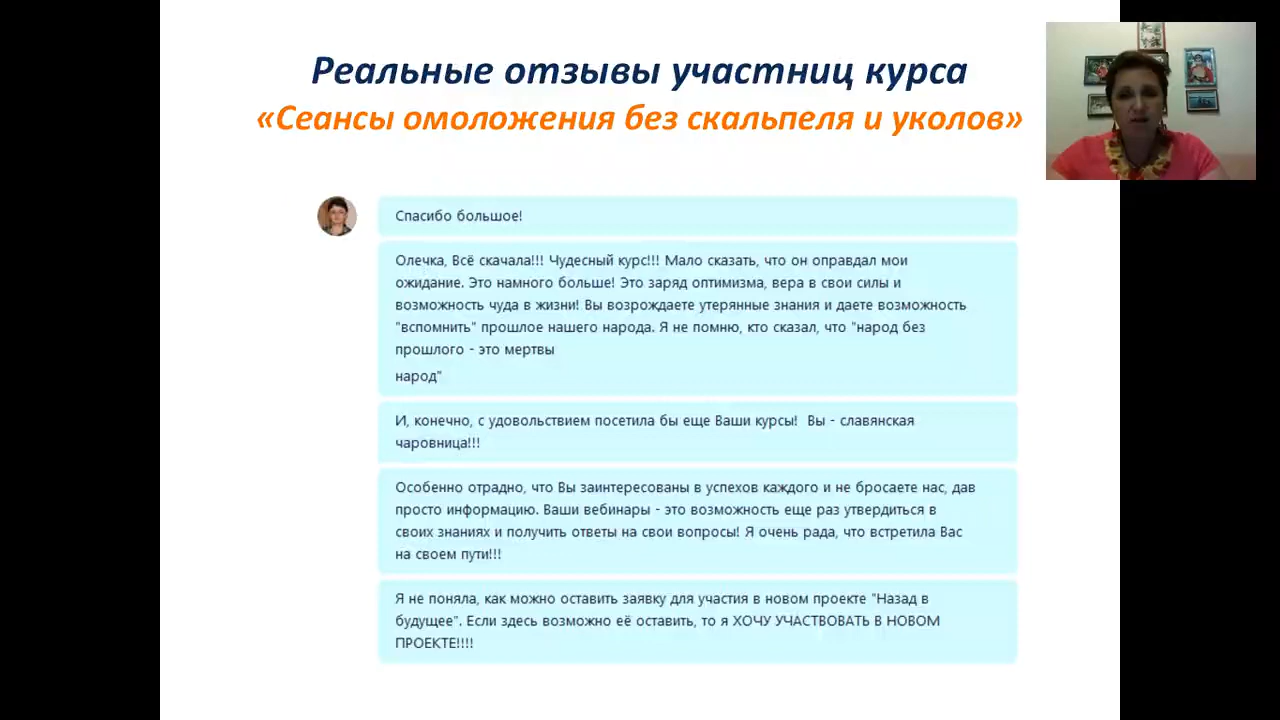 Реальные отзывы участниц курса
«Сеансы омоложения без скальпеля и уколов»
Спасибо большое!
Олечка, Всё скачала!!! Чудесный курс!!! Мало сказать, что он оправдал мои
ожидание. Это намного больше! Это заряд оптимизма, вера в свои силы и
возможность чуда в жизни! Вы возрождаете утерянные знания и даете возможность
"вспомнить" прошлое нашего народа. Я не помню, кто сказал, что "народ без
прошлого - это мертвы
народ"
И, конечно, с удовольствием посетила бы еще Ваши курсы! Вы - славянская
чаровница!!!
Особенно отрадно, что Вы заинтересованы в успехов каждого и не бросаете нас, дав
просто информацию. Ваши вебинары - это возможность еще раз утвердиться в
своих знаниях и получить ответы на свои вопросы! Я очень рада, что встретила Вас
на своем пути!!!
Я не поняла, как можно оставить заявку для участия в новом проекте "Назад в
будущее". Если здесь возможно её оставить, то я ХОЧУ УЧАСТВОВАТЬ В НОВОМ
ПРОЕКТЕ!!!!